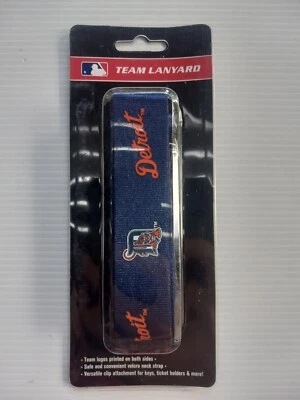 TEAM LANYARD
Detroit
D
roit
• Team logos printed on both sides •
• Safe and convenient velcro neck strap •
• Versatile clip attachment for keys, ticket holders & more!